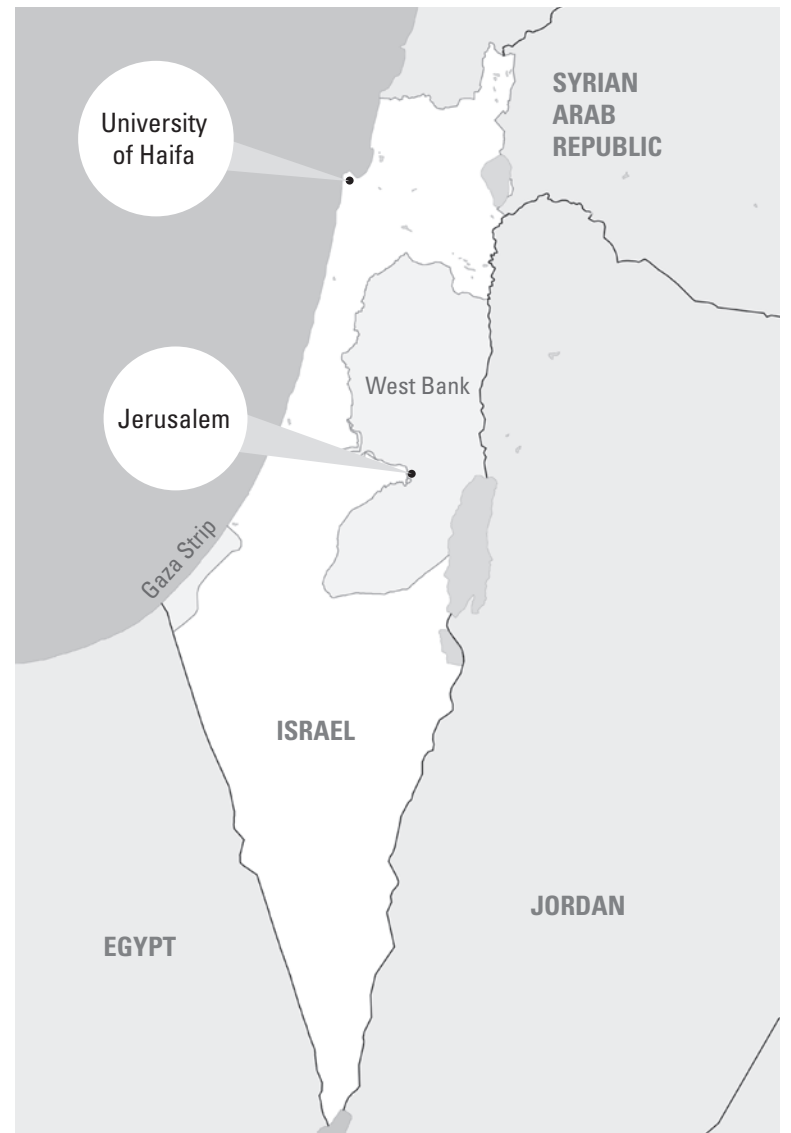 SYRIAN
ARAB
REPUBLIC
University
of Haifa
West Bank
Jerusalem
Gaza Strip
ISRAEL
JORDAN
EGYPT